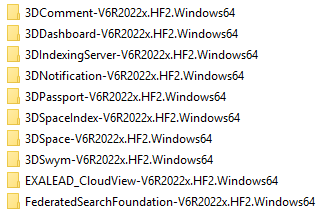 3DComment-V6R2022x.HF2.Windows64
3DDashboard-V6R2022x.HF2.Windows64
3DIndexingServer-V6R2022x.HF2.Windows64
3DNotification-V6R2022x.HF2.Windows64
3DPassport-V6R2022x.HF2.Windows64
3DSpaceIndex-V6R2022x.HF2.Windows64
3DSpace-V6R2022x.HF2.Windows64
3DSwym-V6R2022x.HF2.Windows64
EXALEAD_CloudView-V6R2022x.HF2.Windows64
FederatedSearchFoundation-V6R2022x.HF2.Windows64